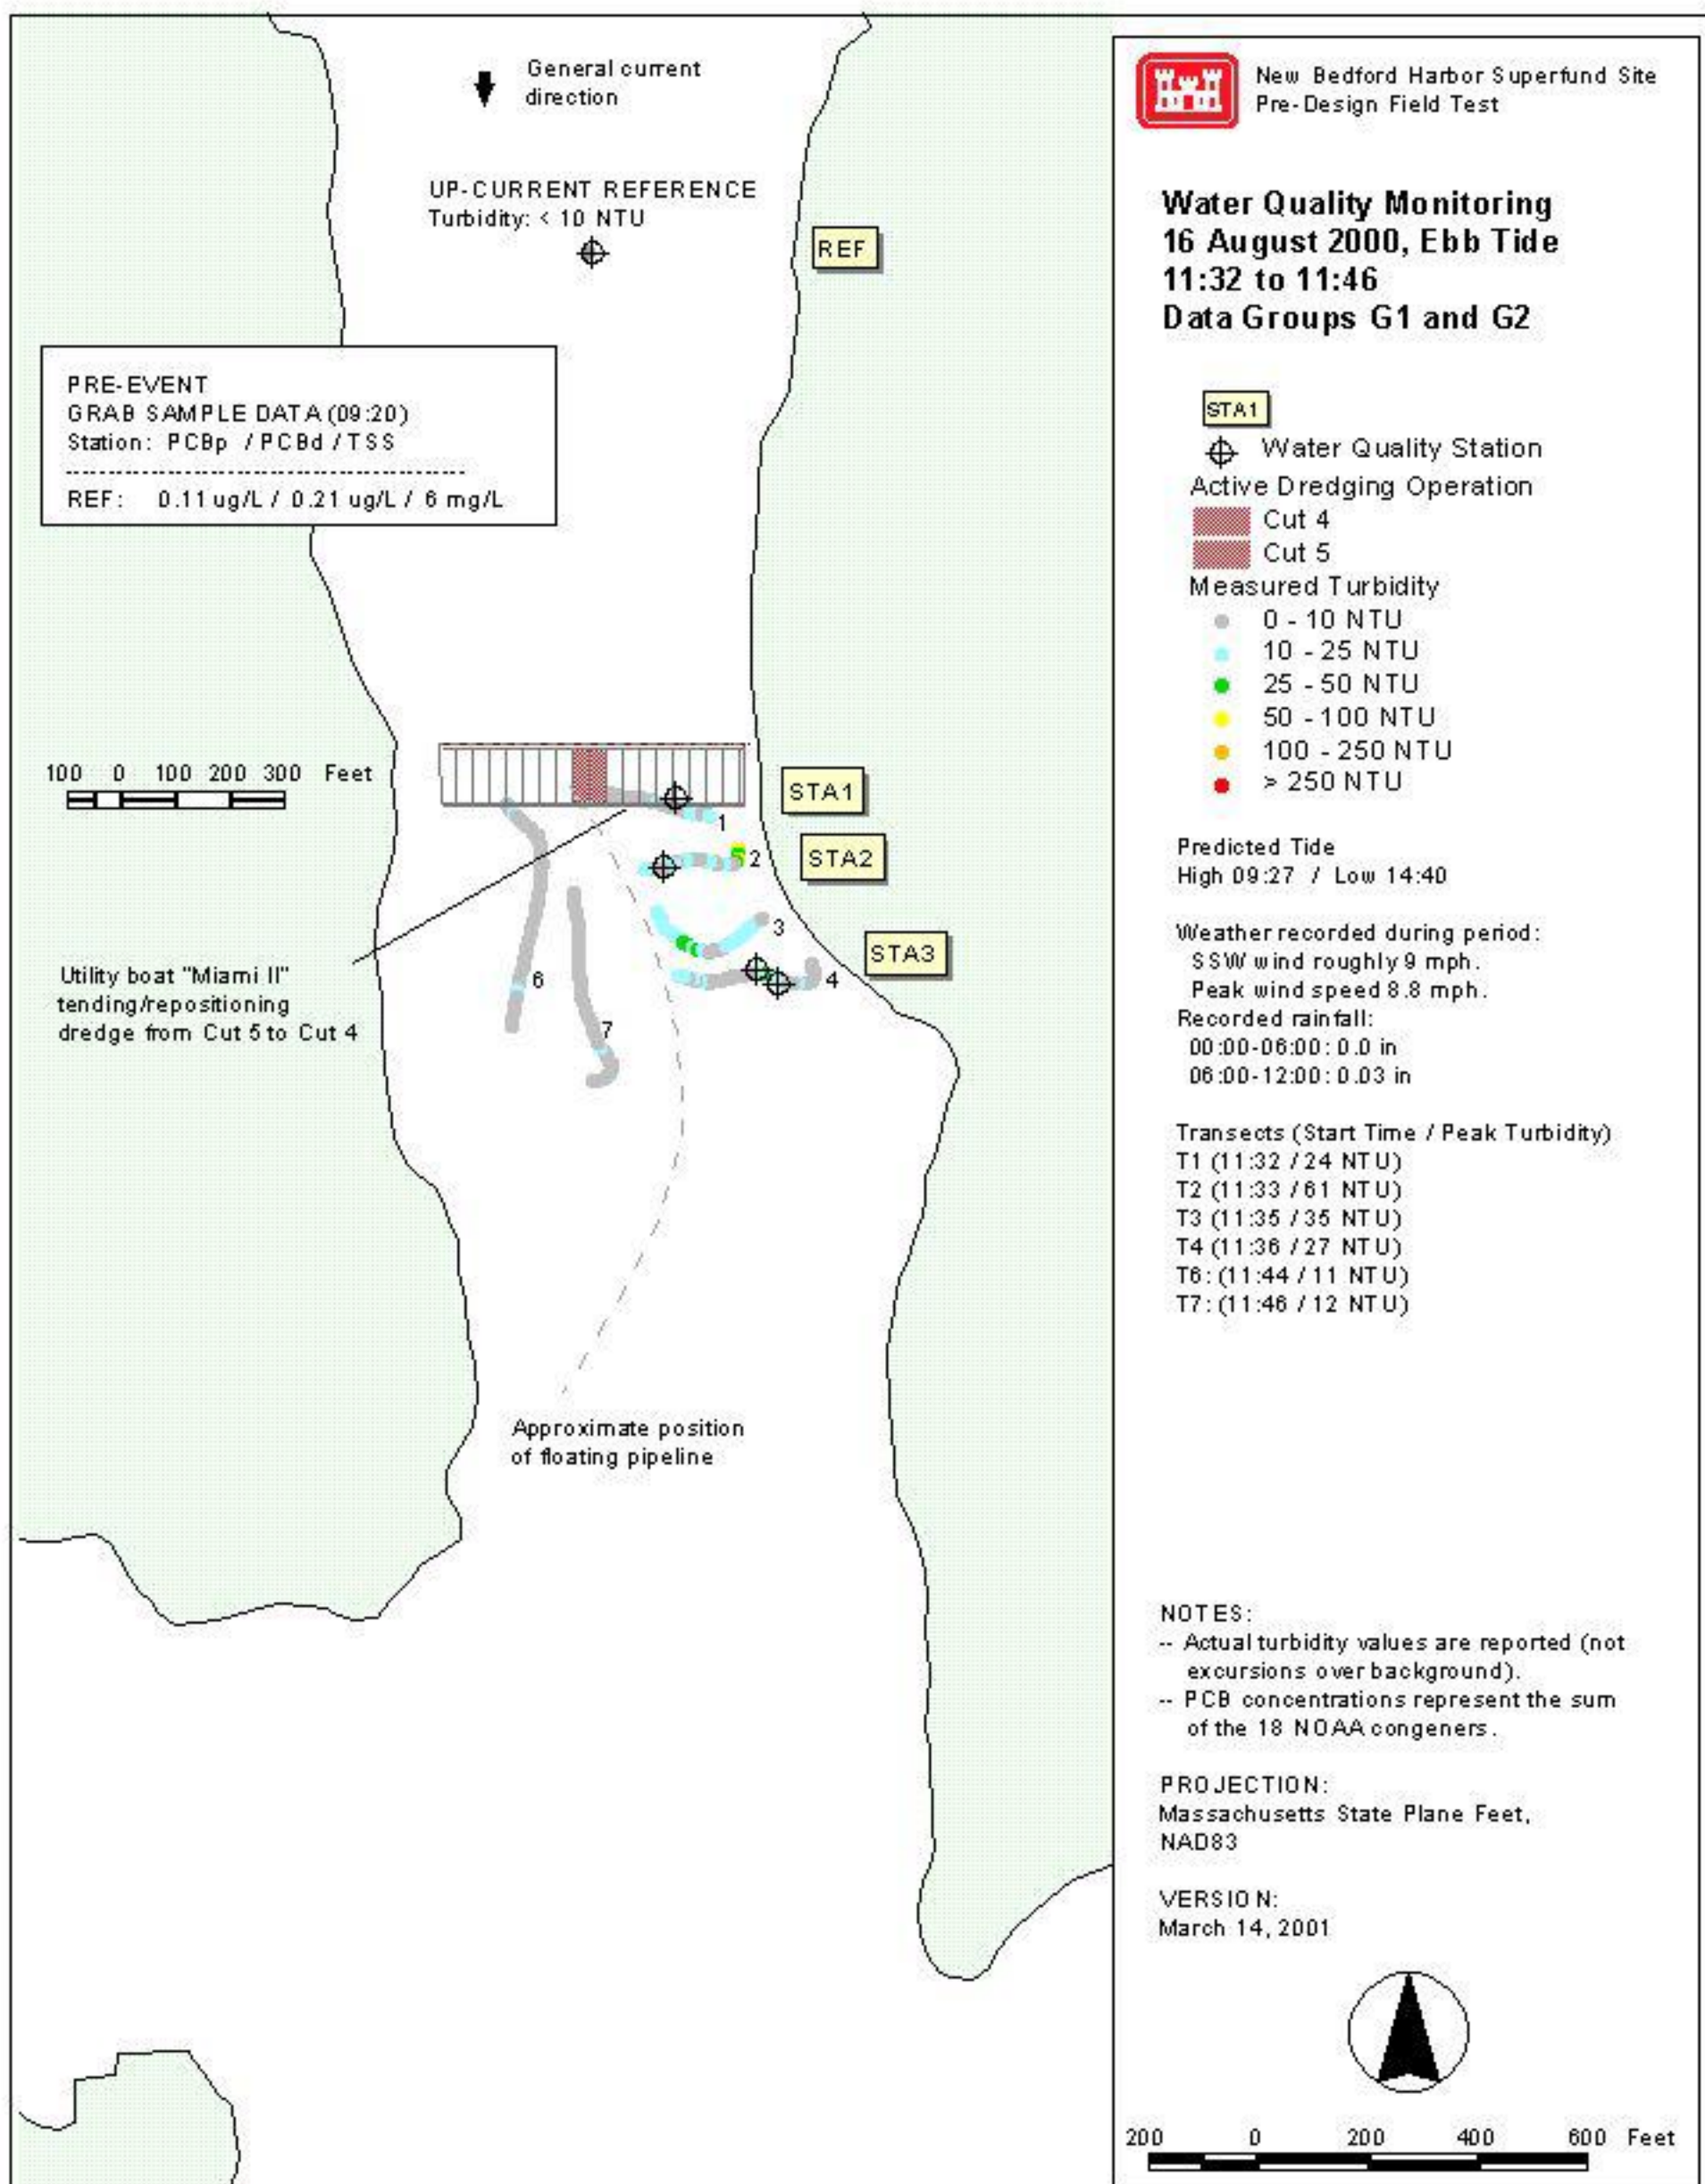 General current
direction
UP-CURRENT REFERENCE
Turbidity: < 10 NTU
REF
PRE-EVENT
GRAB SAMPLE DATA (09:20)
Station: PCBp / PCBd / TSS
--------------------------------------------
REF: 0.11 ug/L / 0.21 ug/L / 6 mg/L
100 0 100 200 300 Feet
STA1
1
2
STA2
3
STA3
4
6
7
Utility boat "Miami II"
tending/repositioning
dredge from Cut 5 to Cut 4
Approximate position
of floating pipeline
New Bedford Harbor Superfund Site
Pre-Design Field Test
Water Quality Monitoring
16 August 2000, Ebb Tide
11:32 to 11:46
Data Groups G1 and G2
STA1
Water Quality Station
Active Dredging Operation
Cut 4
Cut 5
Measured Turbidity
0 - 10 NTU
10 - 25 NTU
25 - 50 NTU
50 - 100 NTU
100 - 250 NTU
> 250 NTU
Predicted Tide
High 09:27 / Low 14:40
Weather recorded during period:
SSW wind roughly 9 mph.
Peak wind speed 8.8 mph.
Recorded rainfall:
00:00-06:00: 0.0 in
06:00-12:00: 0.03 in
Transects (Start Time / Peak Turbidity)
T1 (11:32 / 24 NTU)
T2 (11:33 / 61 NTU)
T3 (11:35 / 35 NTU)
T4 (11:36 / 27 NTU)
T6: (11:44 / 11 NTU)
T7: (11:46 / 12 NTU)
NOTES:
-- Actual turbidity values are reported (not
excursions over background).
-- PCB concentrations represent the sum
of the 18 NOAA congeners.
PROJECTION:
Massachusetts State Plane Feet,
NAD83
VERSION:
March 14, 2001
200 0 200 400 600 Feet